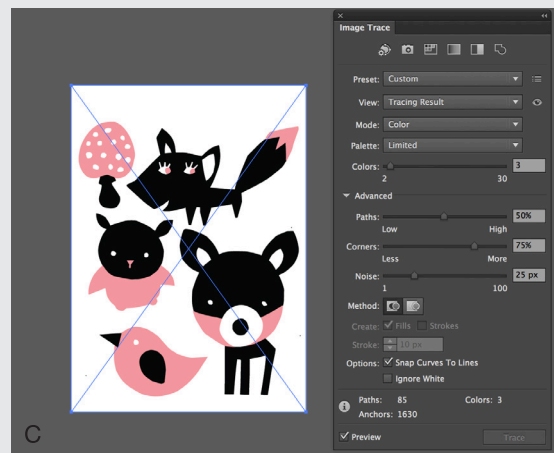 Image Trace
Preset: Custom
View: Tracing Result
Mode: Color
Palette: Limited
Colors: 3
2 30
Advanced
Paths: 50%
Low High
Corners: 75%
Less More
Noise: 25 px
1 100
Method:
Create: Fills Strokes
Stroke: 10 px
Options: Snap Curves To Lines
Ignore White
Paths: 85 Colors: 3
Anchors: 1630
Preview Trace
C